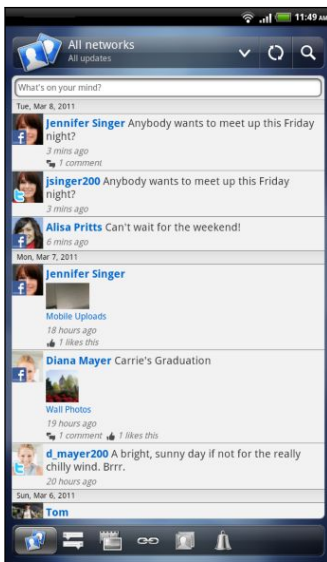 11:49 AM
All networks
All updates
What's on your mind?
Tue, Mar 8, 2011
Jennifer Singer Anybody wants to meet up this Friday
night?
3 mins ago
1 comment
jsinger200 Anybody wants to meet up this Friday
night?
3 mins ago
Alisa Pritts Can't wait for the weekend!
6 mins ago
Mon, Mar 7, 2011
Jennifer Singer
Mobile Uploads
18 hours ago
1 likes this
Diana Mayer Carrie's Graduation
Wall Photos
19 hours ago
1 comment 1 likes this
d_mayer200 A bright, sunny day if not for the really
chilly wind. Brrr.
20 hours ago
Sun, Mar 6, 2011
Tom